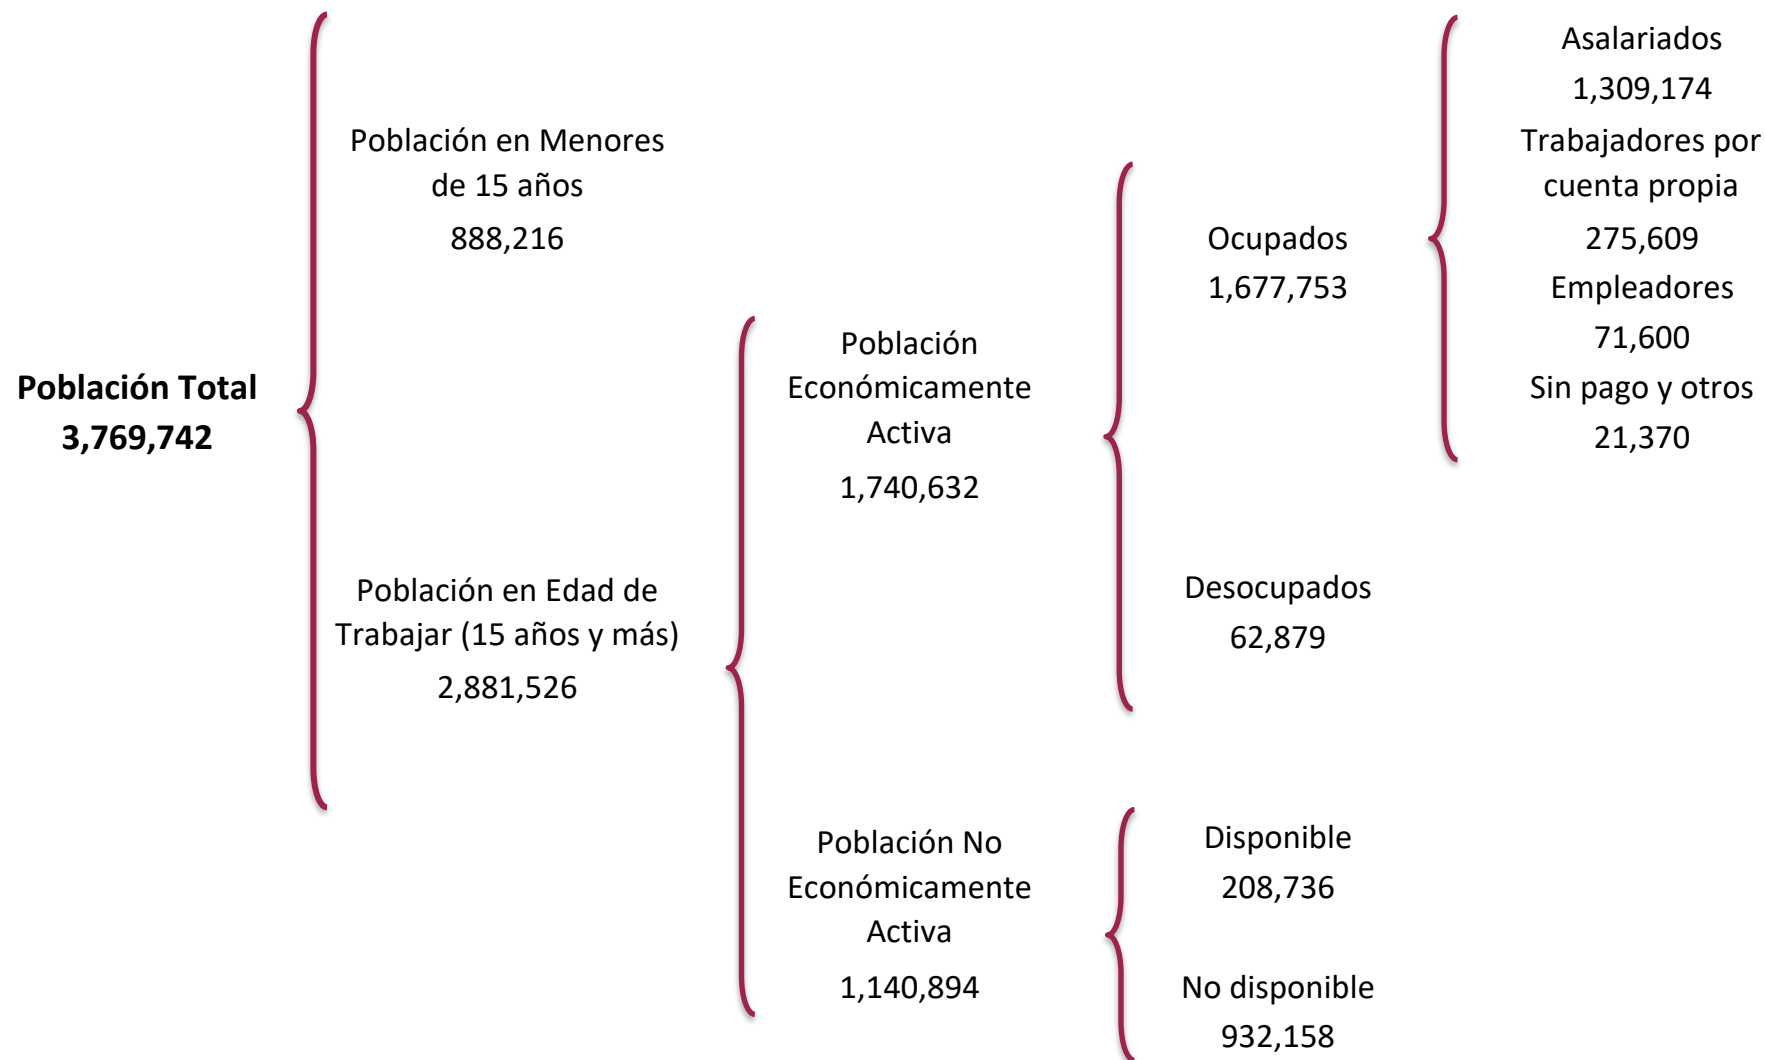 Población Total
3,769,742
Población en Menores
de 15 años
888,216
Población en Edad de
Trabajar (15 años y más)
2,881,526
Población
Económicamente
Activa
1,740,632
Población No
Económicamente
Activa
1,140,894
Ocupados
1,677,753
Desocupados
62,879
Disponible
208,736
No disponible
932,158
Asalariados
1,309,174
Trabajadores por
cuenta propia
275,609
Empleadores
71,600
Sin pago y otros
21,370